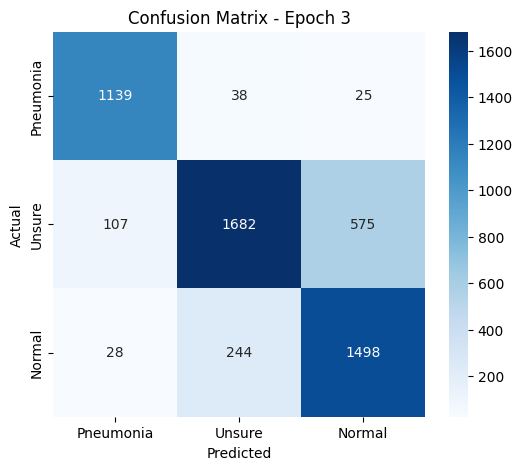 Confusion Matrix - Epoch 3
Pneumonia
1139
38
25
Actual
Unsure
107
1682
575
Normal
28
244
1498
Pneumonia
Unsure
Normal
Predicted
1600
1400
1200
1000
800
600
400
200